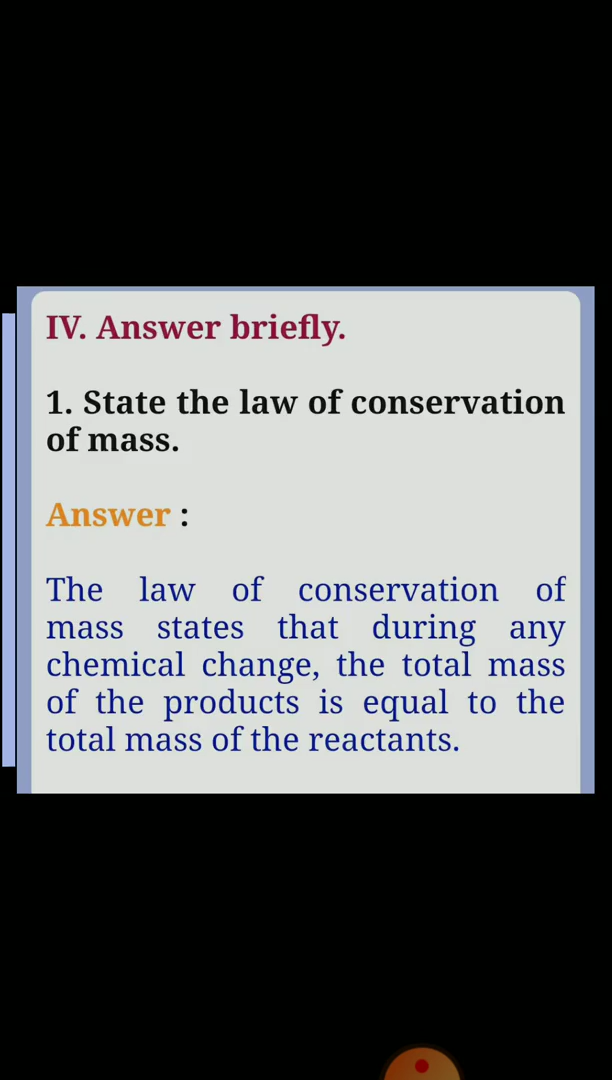 IV. Answer briefly.
1. State the law of conservation
of mass.
Answer :
The law of conservation of
mass states that during any
chemical change, the total mass
of the products is equal to the
total mass of the reactants.